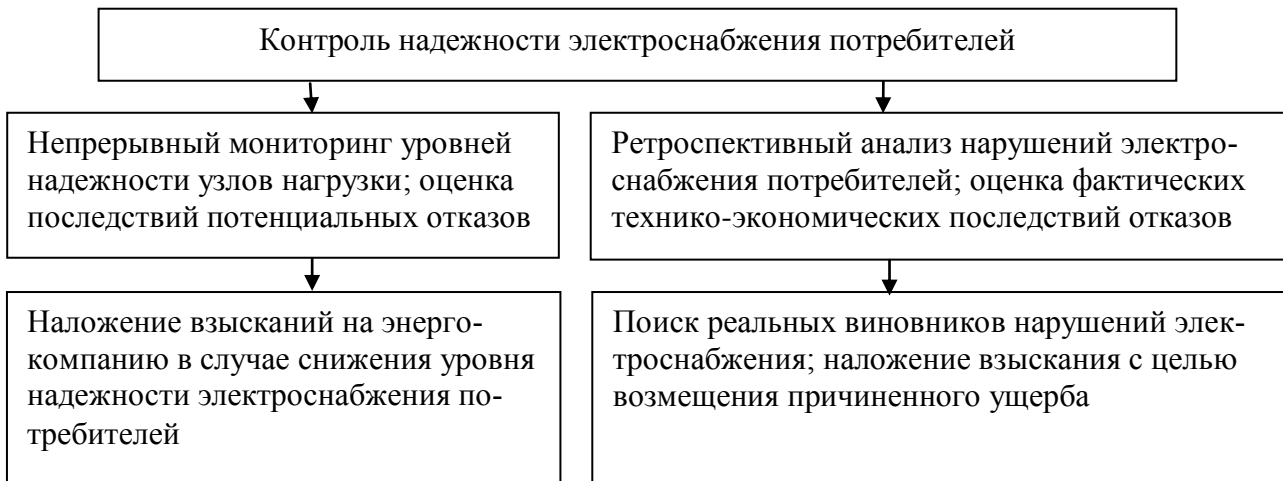 Контроль надежности электроснабжения потребителей
Непрерывный мониторинг уровней
надежности узлов нагрузки; оценка
последствий потенциальных отказов
Ретроспективный анализ нарушений электро-
снабжения потребителей; оценка фактических
технико-экономических последствий отказов
Наложение взысканий на энерго-
компанию в случае снижения уровня
надежности электроснабжения по-
требителей
Поиск реальных виновников нарушений элек-
троснабжения; наложение взыскания с целью
возмещения причиненного ущерба